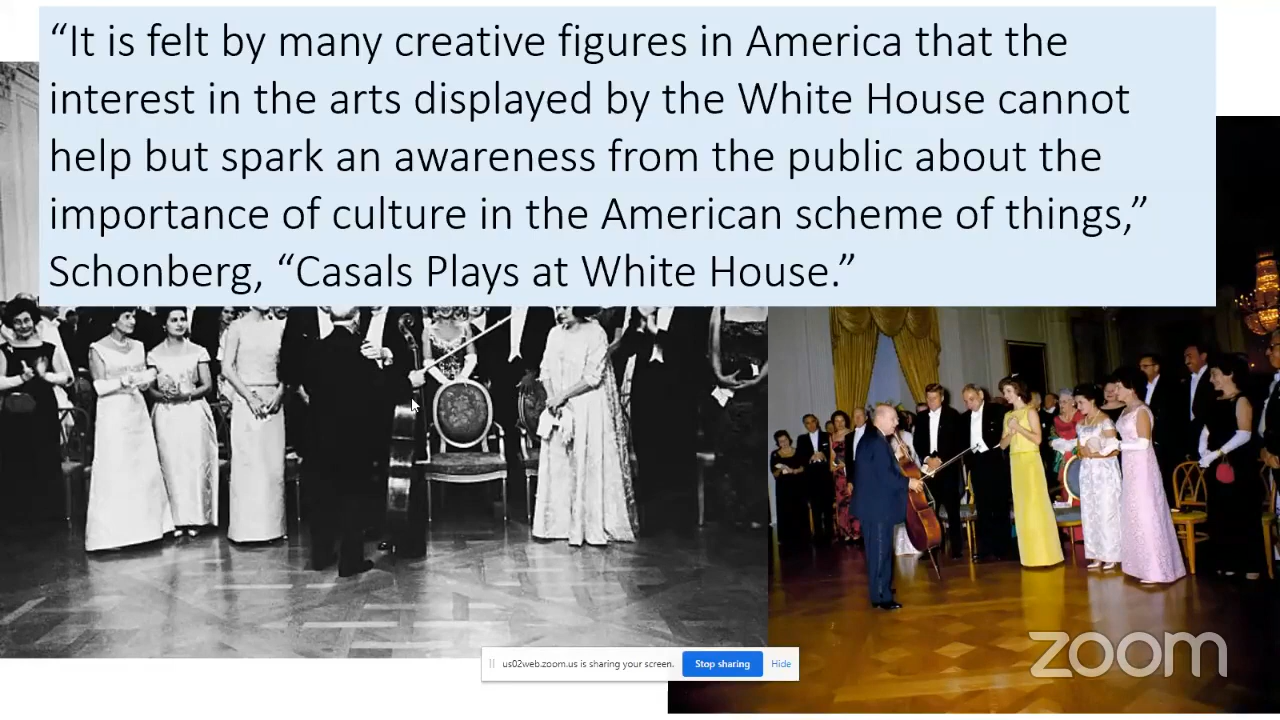 “It is felt by many creative figures in America that the
interest in the arts displayed by the White House cannot
help but spark an awareness from the public about the
importance of culture in the American scheme of things,”
Schonberg, “Casals Plays at White House.”
us02web.zoom.us is sharing your screen. Stop sharing Hide
zoom